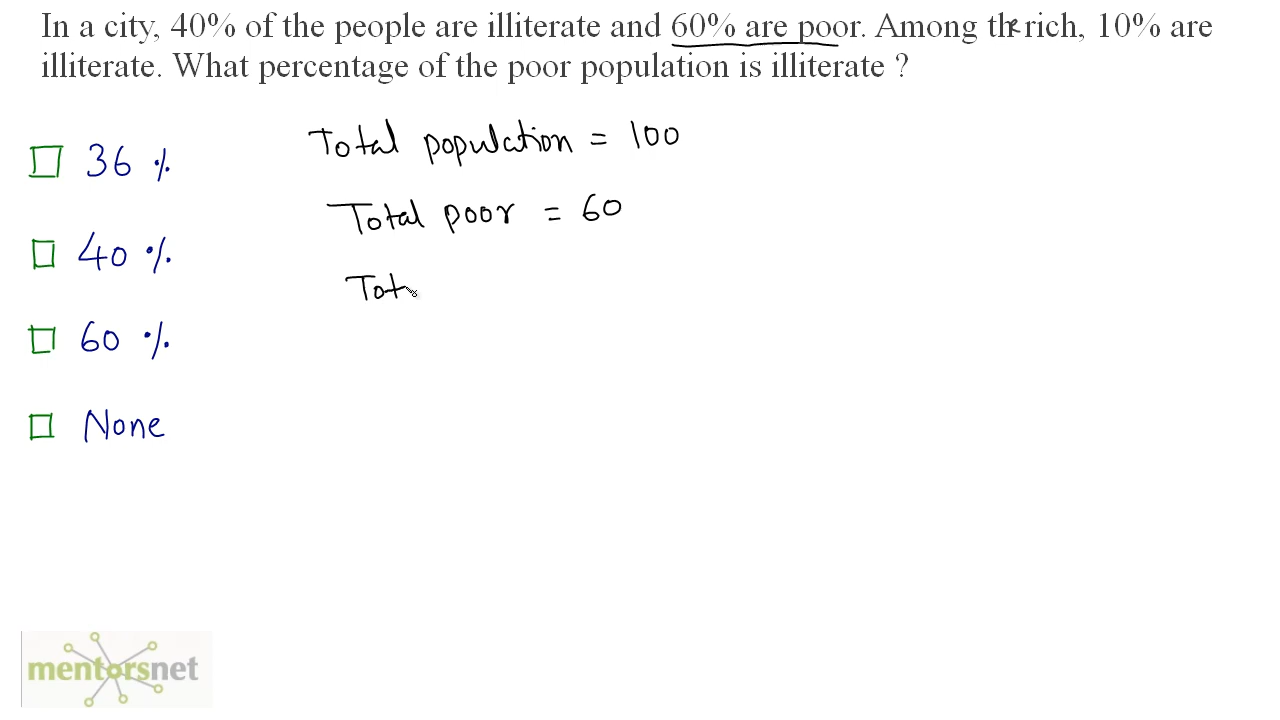 In a city, 40% of the people are illiterate and 60% are poor. Among the rich, 10% are
illiterate. What percentage of the poor population is illiterate ?
Total population = 100
36 %
Total poor = 60
40 %
Tot
60 %
None
mentorsnet